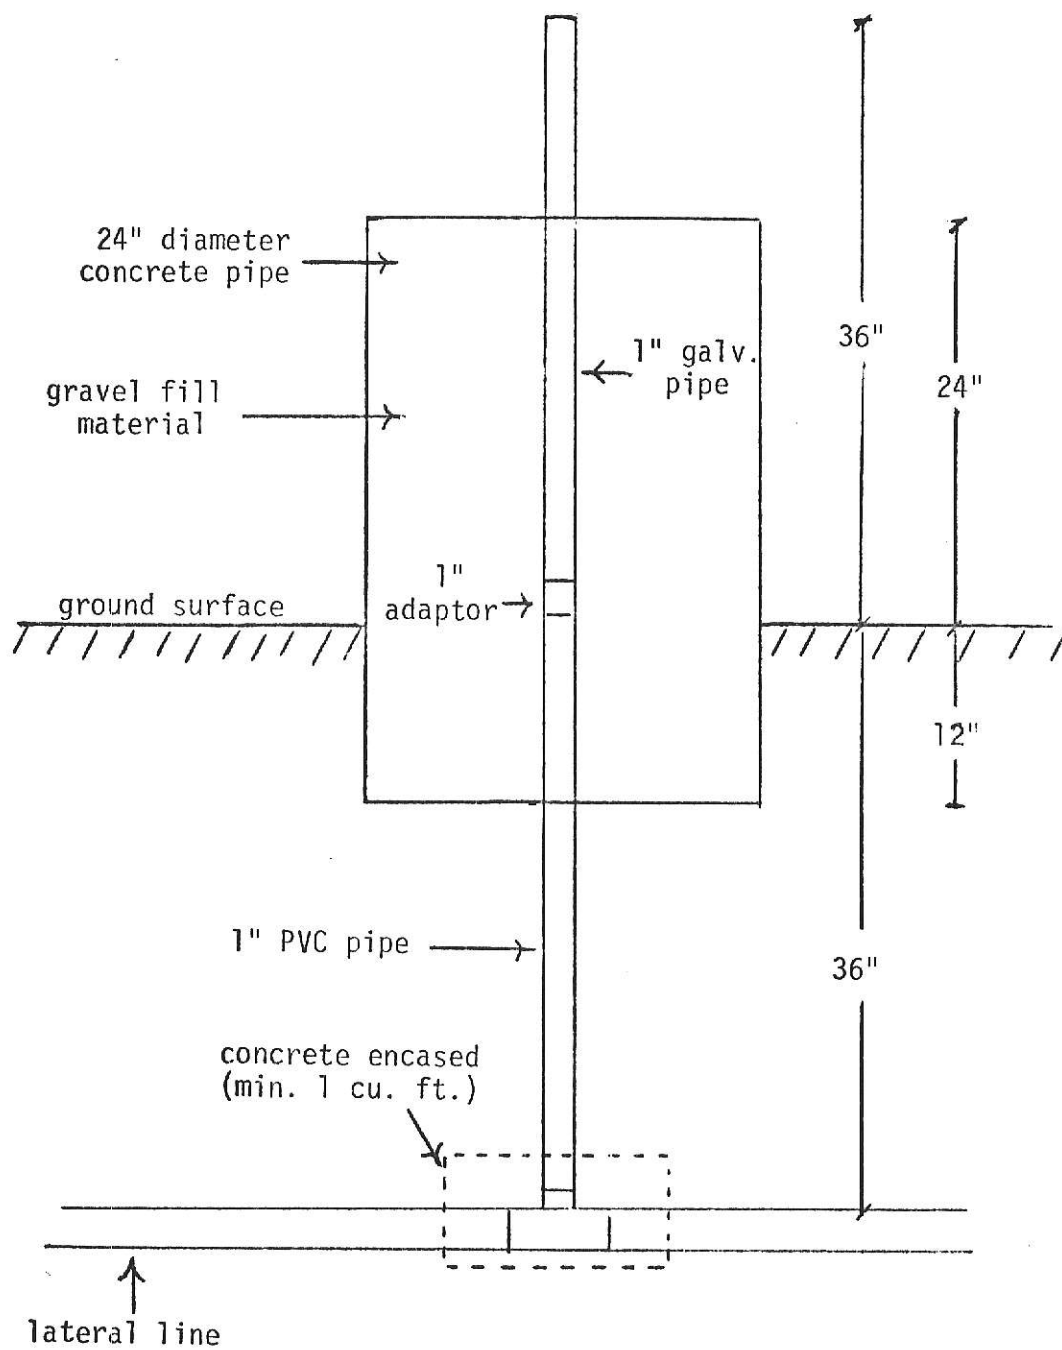 24" diameter
concrete pipe
36"
1" galv.
pipe
24"
gravel fill
material
1"
adaptor
ground surface
12"
1" PVC pipe
36"
concrete encased
(min. 1 cu. ft.)
lateral line